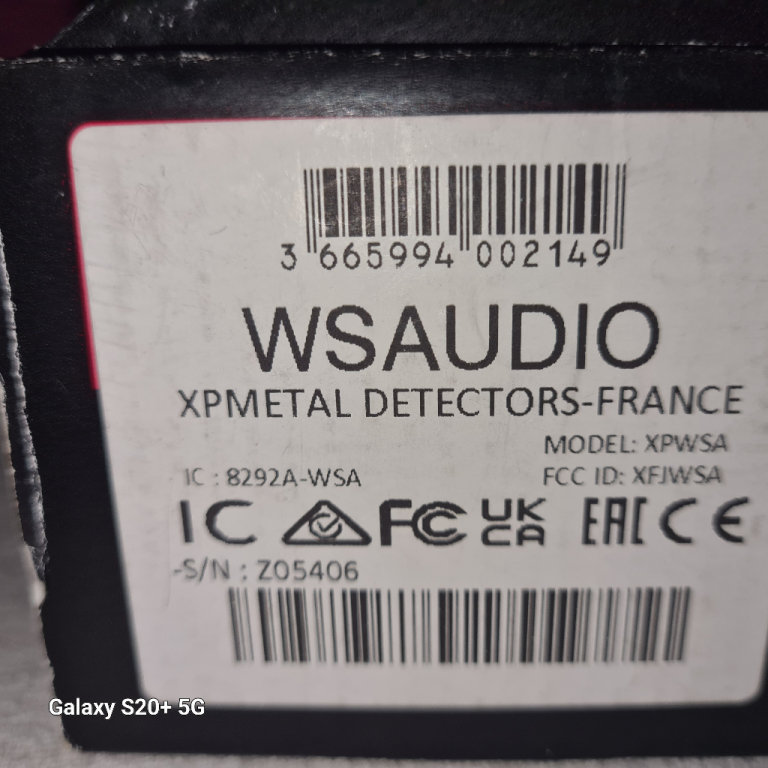 3 665994 002149
WSAUDIO
XPMETAL DETECTORS-FRANCE
MODEL: XPWSA
IC : 8292A-WSA FCC ID: XFJWSA
IC FC UK CA EAC CE
-S/N : Z05406
Galaxy S20+ 5G